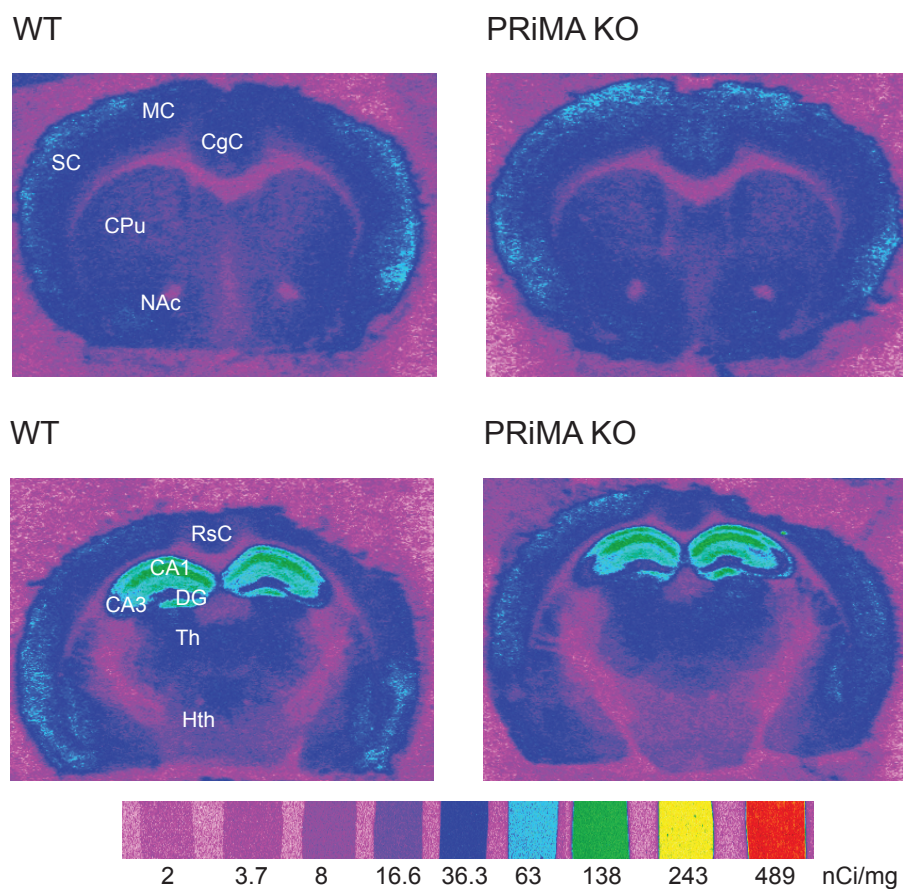 WT PRiMA KO
MC
CgC
SC
CPu
NAc
WT PRiMA KO
RsC
CA1
DG
CA3
Th
Hth
2 3.7 8 16.6 36.3 63 138 243 489 nCi/mg